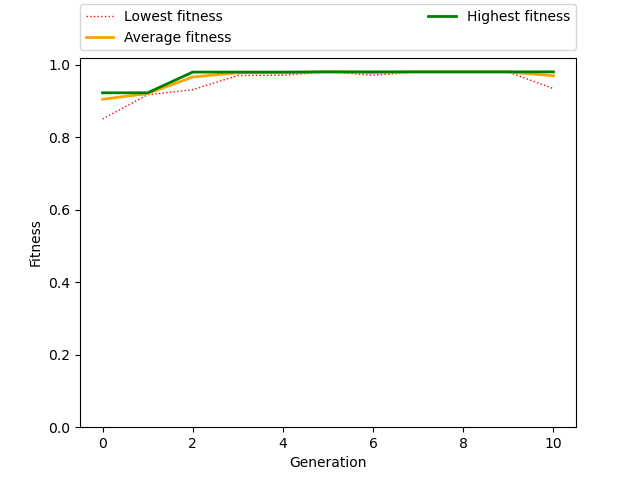 Lowest fitness
Average fitness
Highest fitness
1.0
0.8
0.6
0.4
0.2
0.0
Fitness
0 2 4 6 8 10
Generation